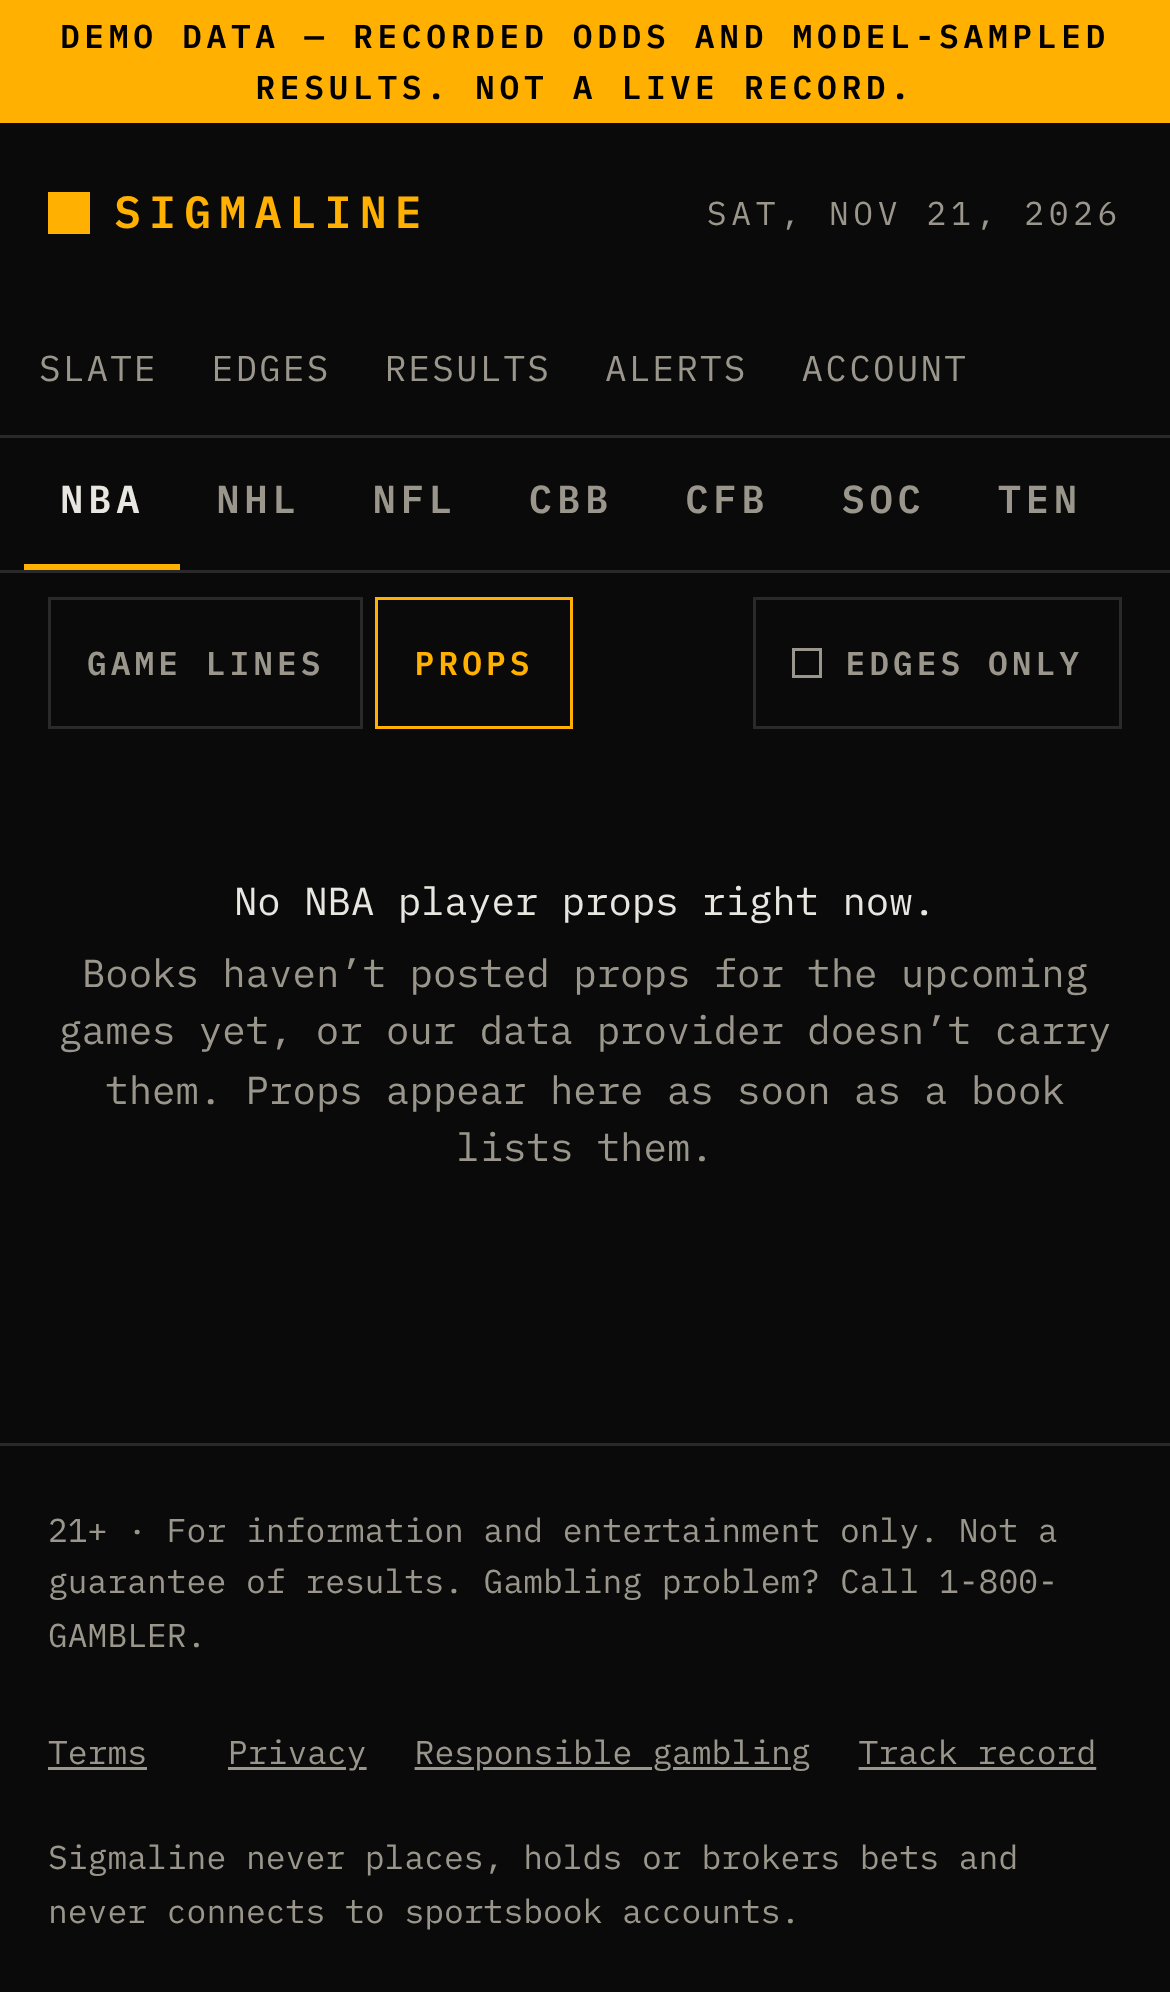 DEMO DATA — RECORDED ODDS AND MODEL-SAMPLED
RESULTS. NOT A LIVE RECORD.
SIGMALINE
SAT, NOV 21, 2026
SLATE EDGES RESULTS ALERTS ACCOUNT
NBA NHL NFL CBB CFB SOC TEN
GAME LINES PROPS EDGES ONLY
No NBA player props right now.
Books haven’t posted props for the upcoming
games yet, or our data provider doesn’t carry
them. Props appear here as soon as a book
lists them.
21+ · For information and entertainment only. Not a
guarantee of results. Gambling problem? Call 1-800-
GAMBLER.
Terms Privacy Responsible gambling Track record
Sigmaline never places, holds or brokers bets and
never connects to sportsbook accounts.